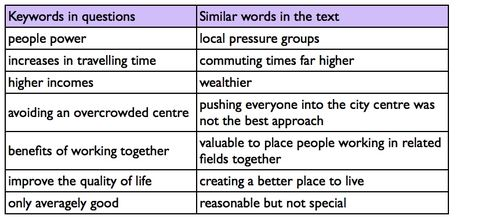 Keywords in questions Similar words in the text
people power local pressure groups
increases in travelling time commuting times far higher
higher incomes wealthier
avoiding an overcrowded centre pushing everyone into the city centre was
not the best approach
benefits of working together valuable to place people working in related
fields together
improve the quality of life creating a better place to live
only averagely good reasonable but not special